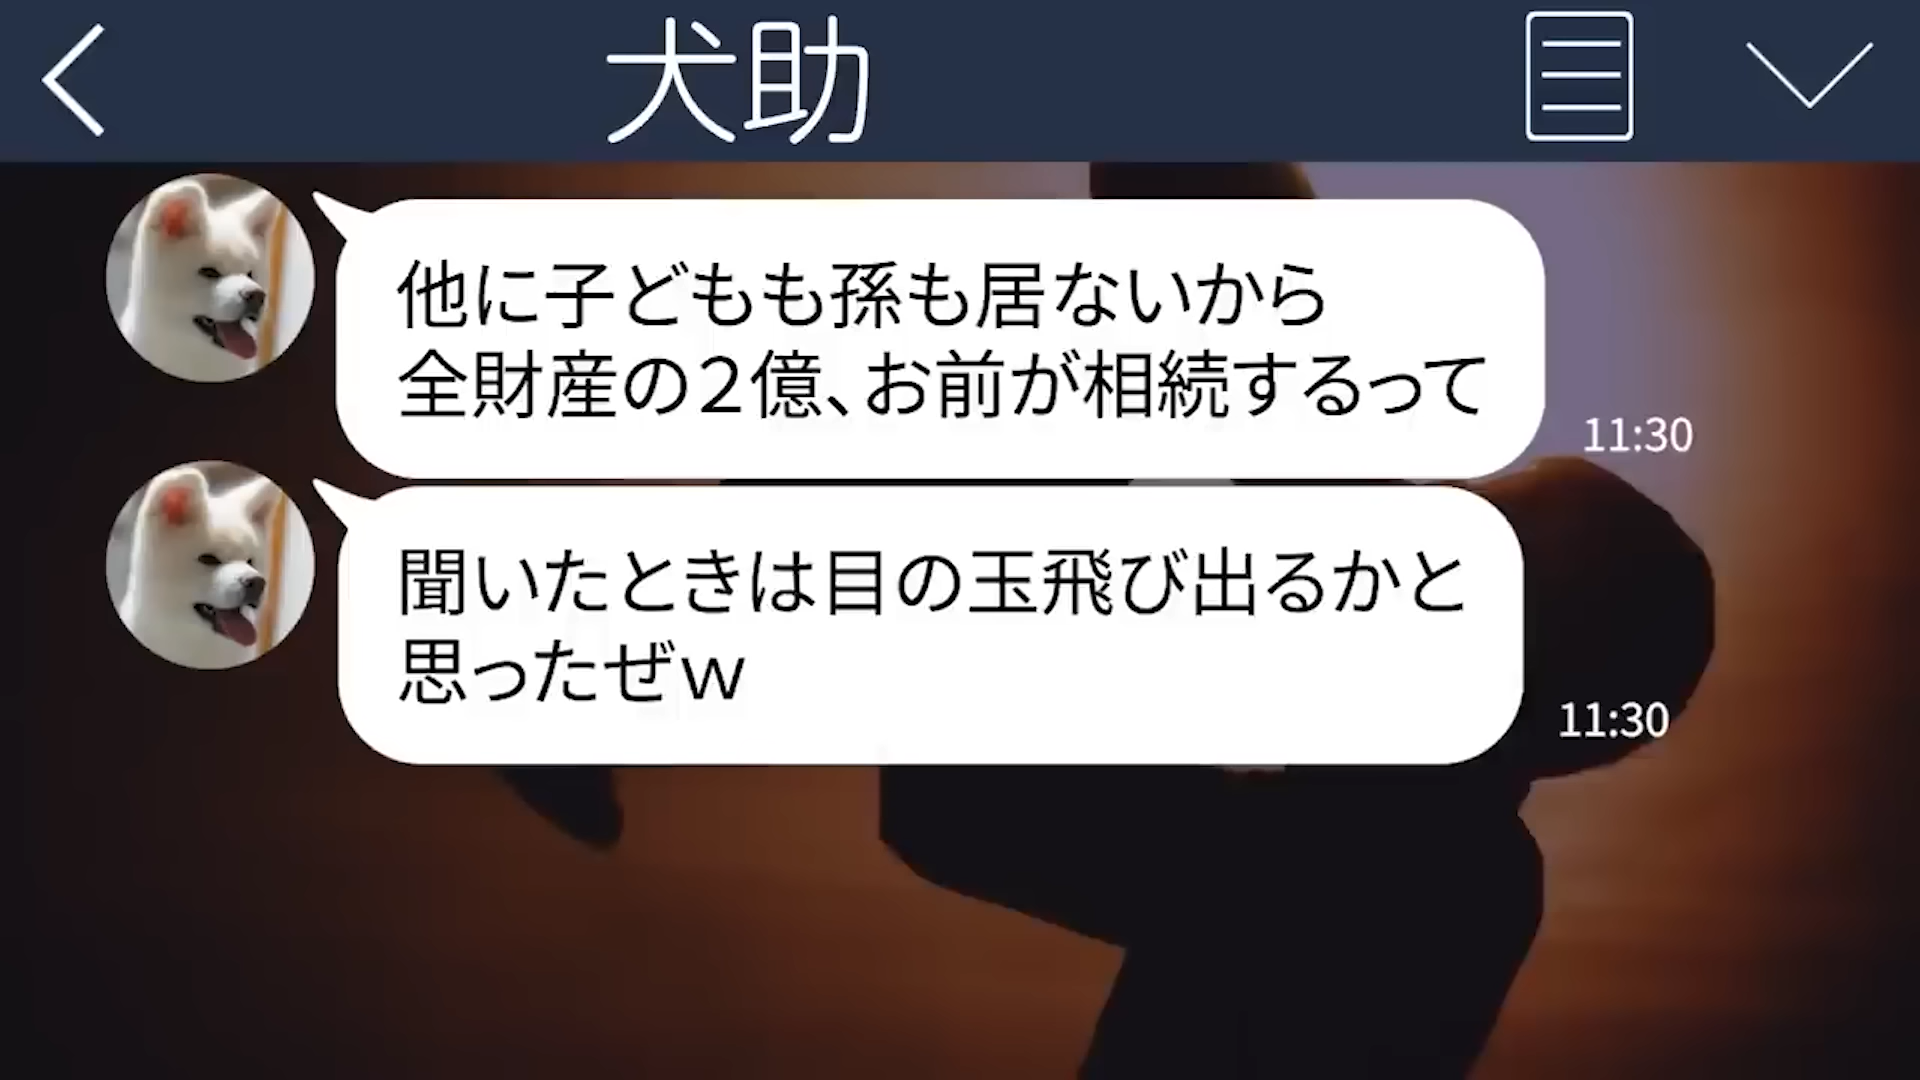 犬助
他に子どもも孫も居ないから
全財産の２億、お前が相続するって
11:30
聞いたときは目の玉飛び出るかと
思ったぜｗ
11:30